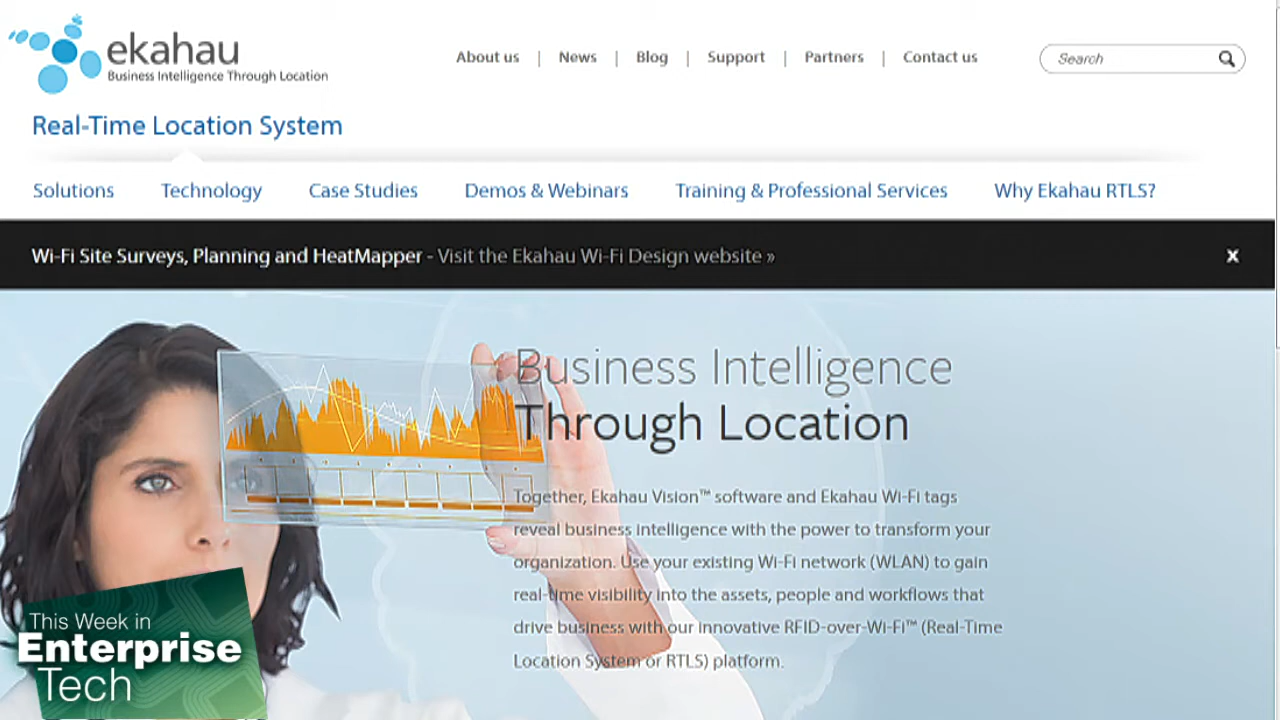 ekahau
Business Intelligence Through Location
About us | News | Blog | Support | Partners | Contact us
Search
Real-Time Location System
Solutions Technology Case Studies Demos & Webinars Training & Professional Services Why Ekahau RTLS?
Wi-Fi Site Surveys, Planning and HeatMapper - Visit the Ekahau Wi-Fi Design website »
x
Business Intelligence
Through Location
Together, Ekahau Vision™ software and Ekahau Wi-Fi tags
reveal business intelligence with the power to transform your
organization. Use your existing Wi-Fi network (WLAN) to gain
real-time visibility into the assets, people and workflows that
drive business with our innovative RFID-over-Wi-Fi™ (Real-Time
Location System or RTLS) platform.
This Week in
Enterprise
Tech